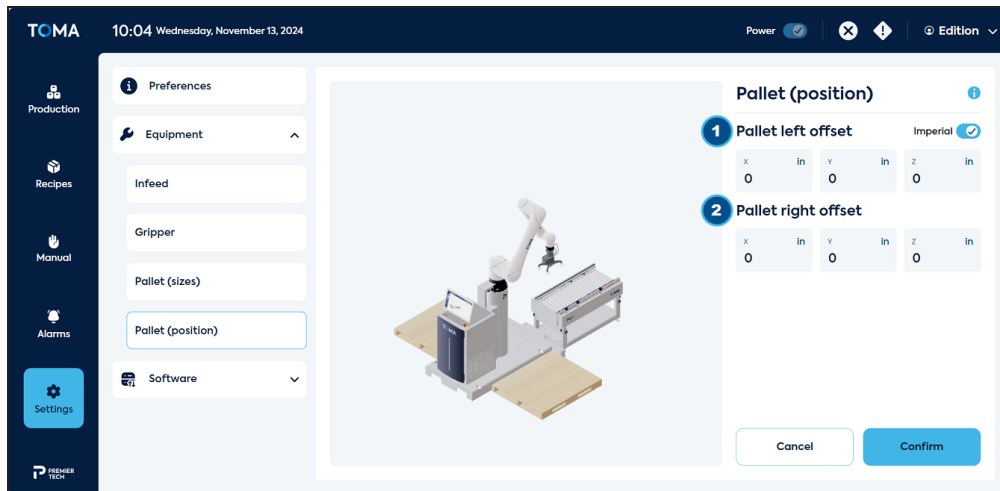 TOMA
10:04 Wednesday, November 13, 2024
Power
Edition
Production
Recipes
Manual
Alarms
Settings
PREMIER
TECH
Preferences
Equipment
Infeed
Gripper
Pallet (sizes)
Pallet (position)
Software
Pallet (position)
1 Pallet left offset Imperial
X in Y in Z in
0 0 0
2 Pallet right offset
X in Y in Z in
0 0 0
Cancel Confirm